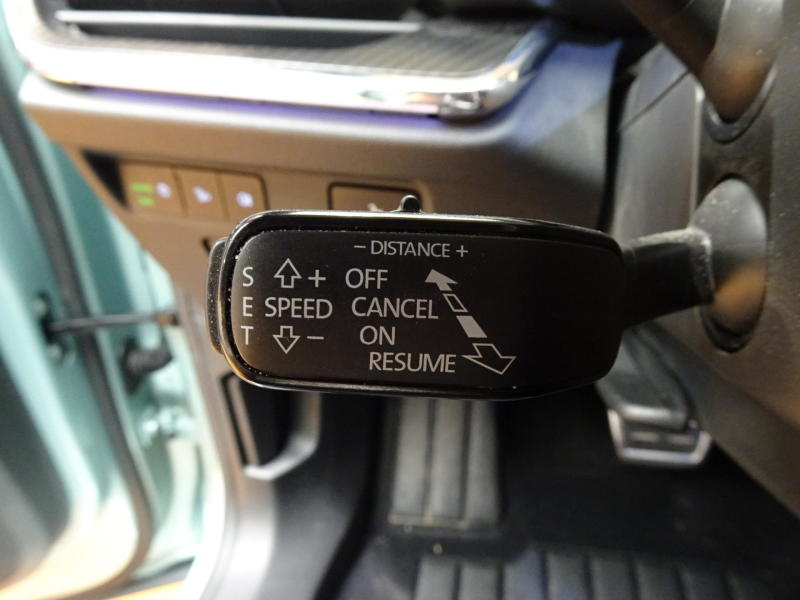 - DISTANCE +
S + OFF
E SPEED CANCEL
T - ON
RESUME